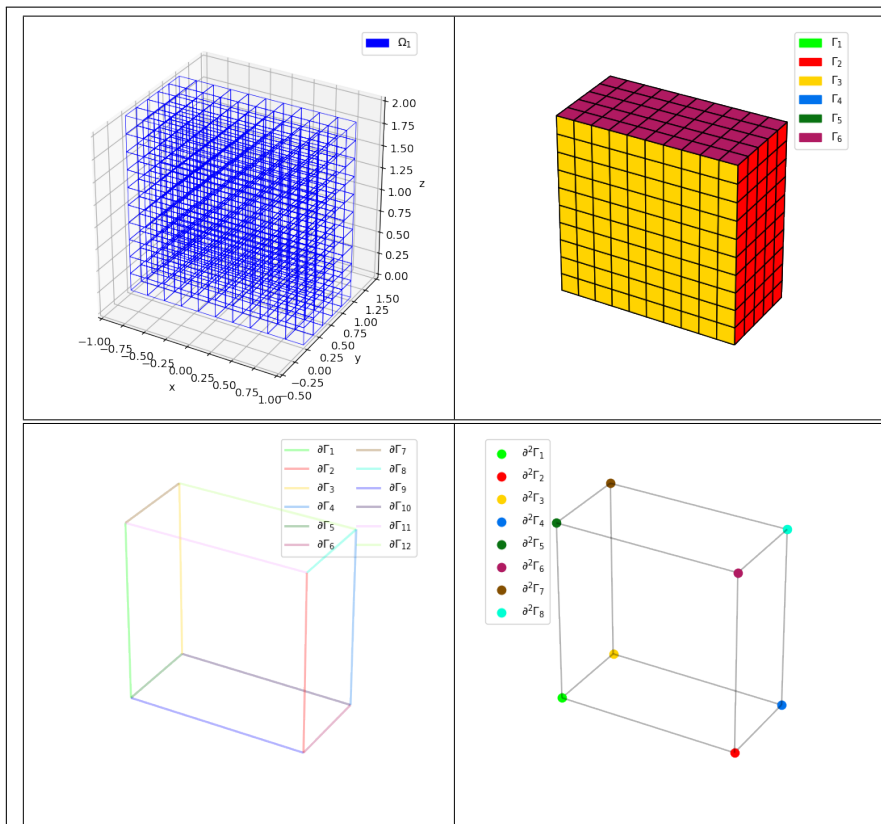 Ω₁
2.00
1.75
1.50
1.25
1.00
0.75
0.50
0.25
0.00
z
−1.00
−0.75
−0.50
−0.25
0.00
0.25
0.50
0.75
1.00
x
−0.50
−0.25
0.00
0.25
0.50
0.75
1.00
1.25
1.50
y
Γ₁
Γ₂
Γ₃
Γ₄
Γ₅
Γ₆
∂Γ₁
∂Γ₂
∂Γ₃
∂Γ₄
∂Γ₅
∂Γ₆
∂Γ₇
∂Γ₈
∂Γ₉
∂Γ₁₀
∂Γ₁₁
∂Γ₁₂
∂²Γ₁
∂²Γ₂
∂²Γ₃
∂²Γ₄
∂²Γ₅
∂²Γ₆
∂²Γ₇
∂²Γ₈